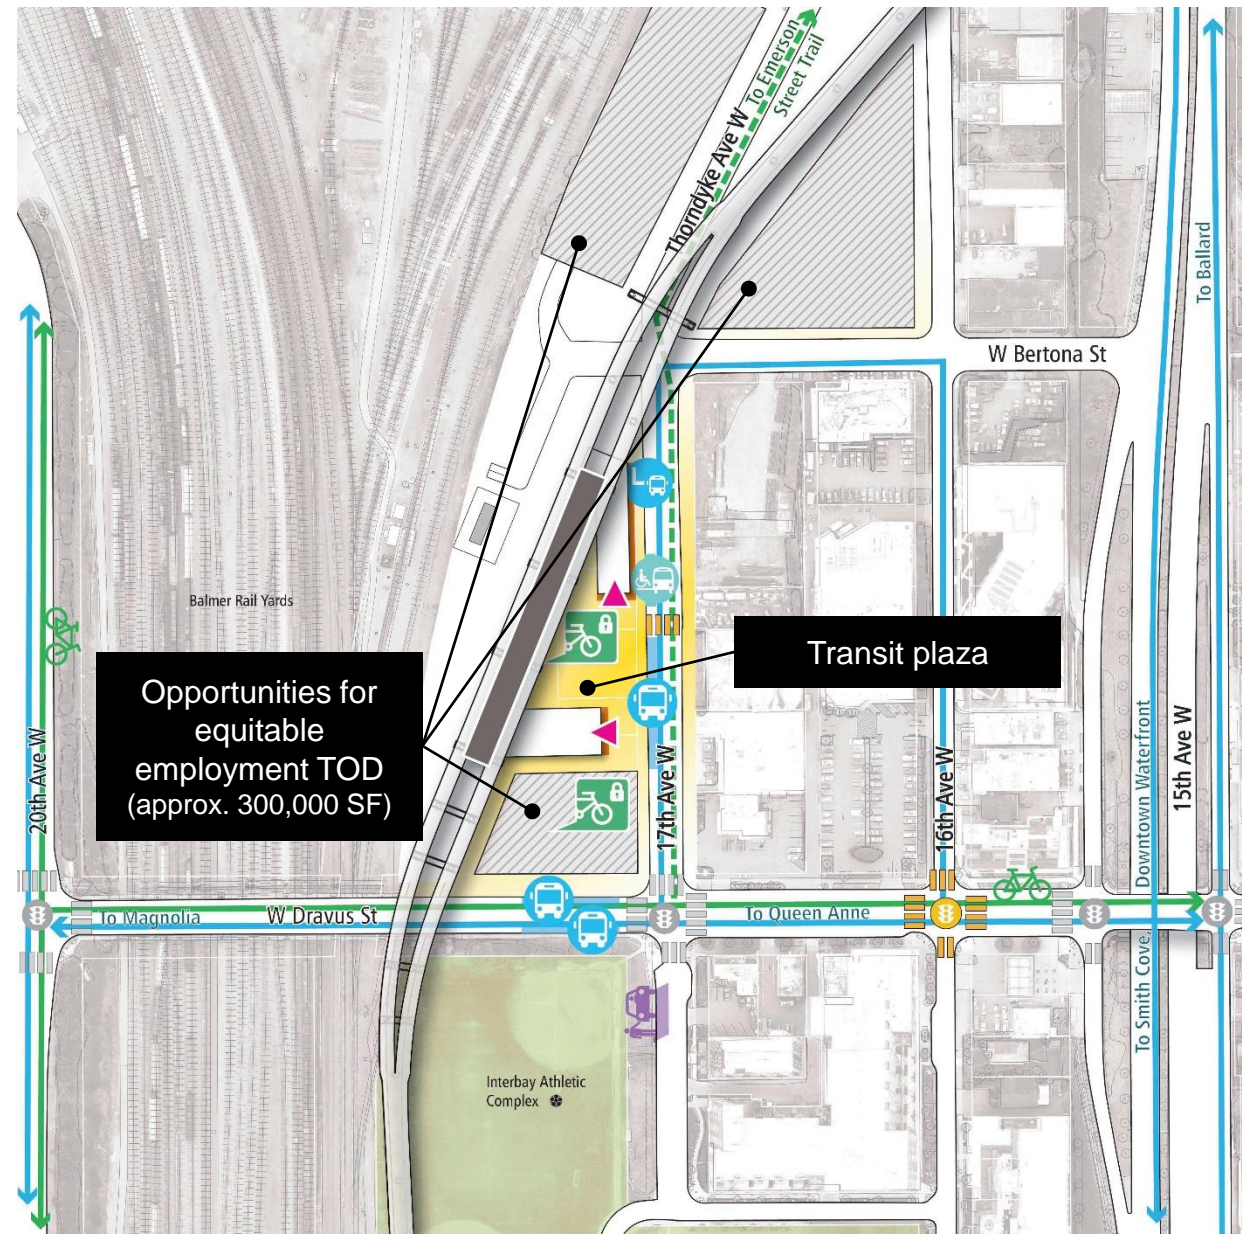 To Emerson
Street Trail
Thorndyke Ave W
To Ballard
W Bertona St
Balmer Rail Yards
Transit plaza
Opportunities for
equitable
employment TOD
(approx. 300,000 SF)
20th Ave W
17th Ave W
16th Ave W
15th Ave W
To Smith Cove, Downtown Waterfront
To Magnolia
W Dravus St
To Queen Anne
Interbay Athletic
Complex